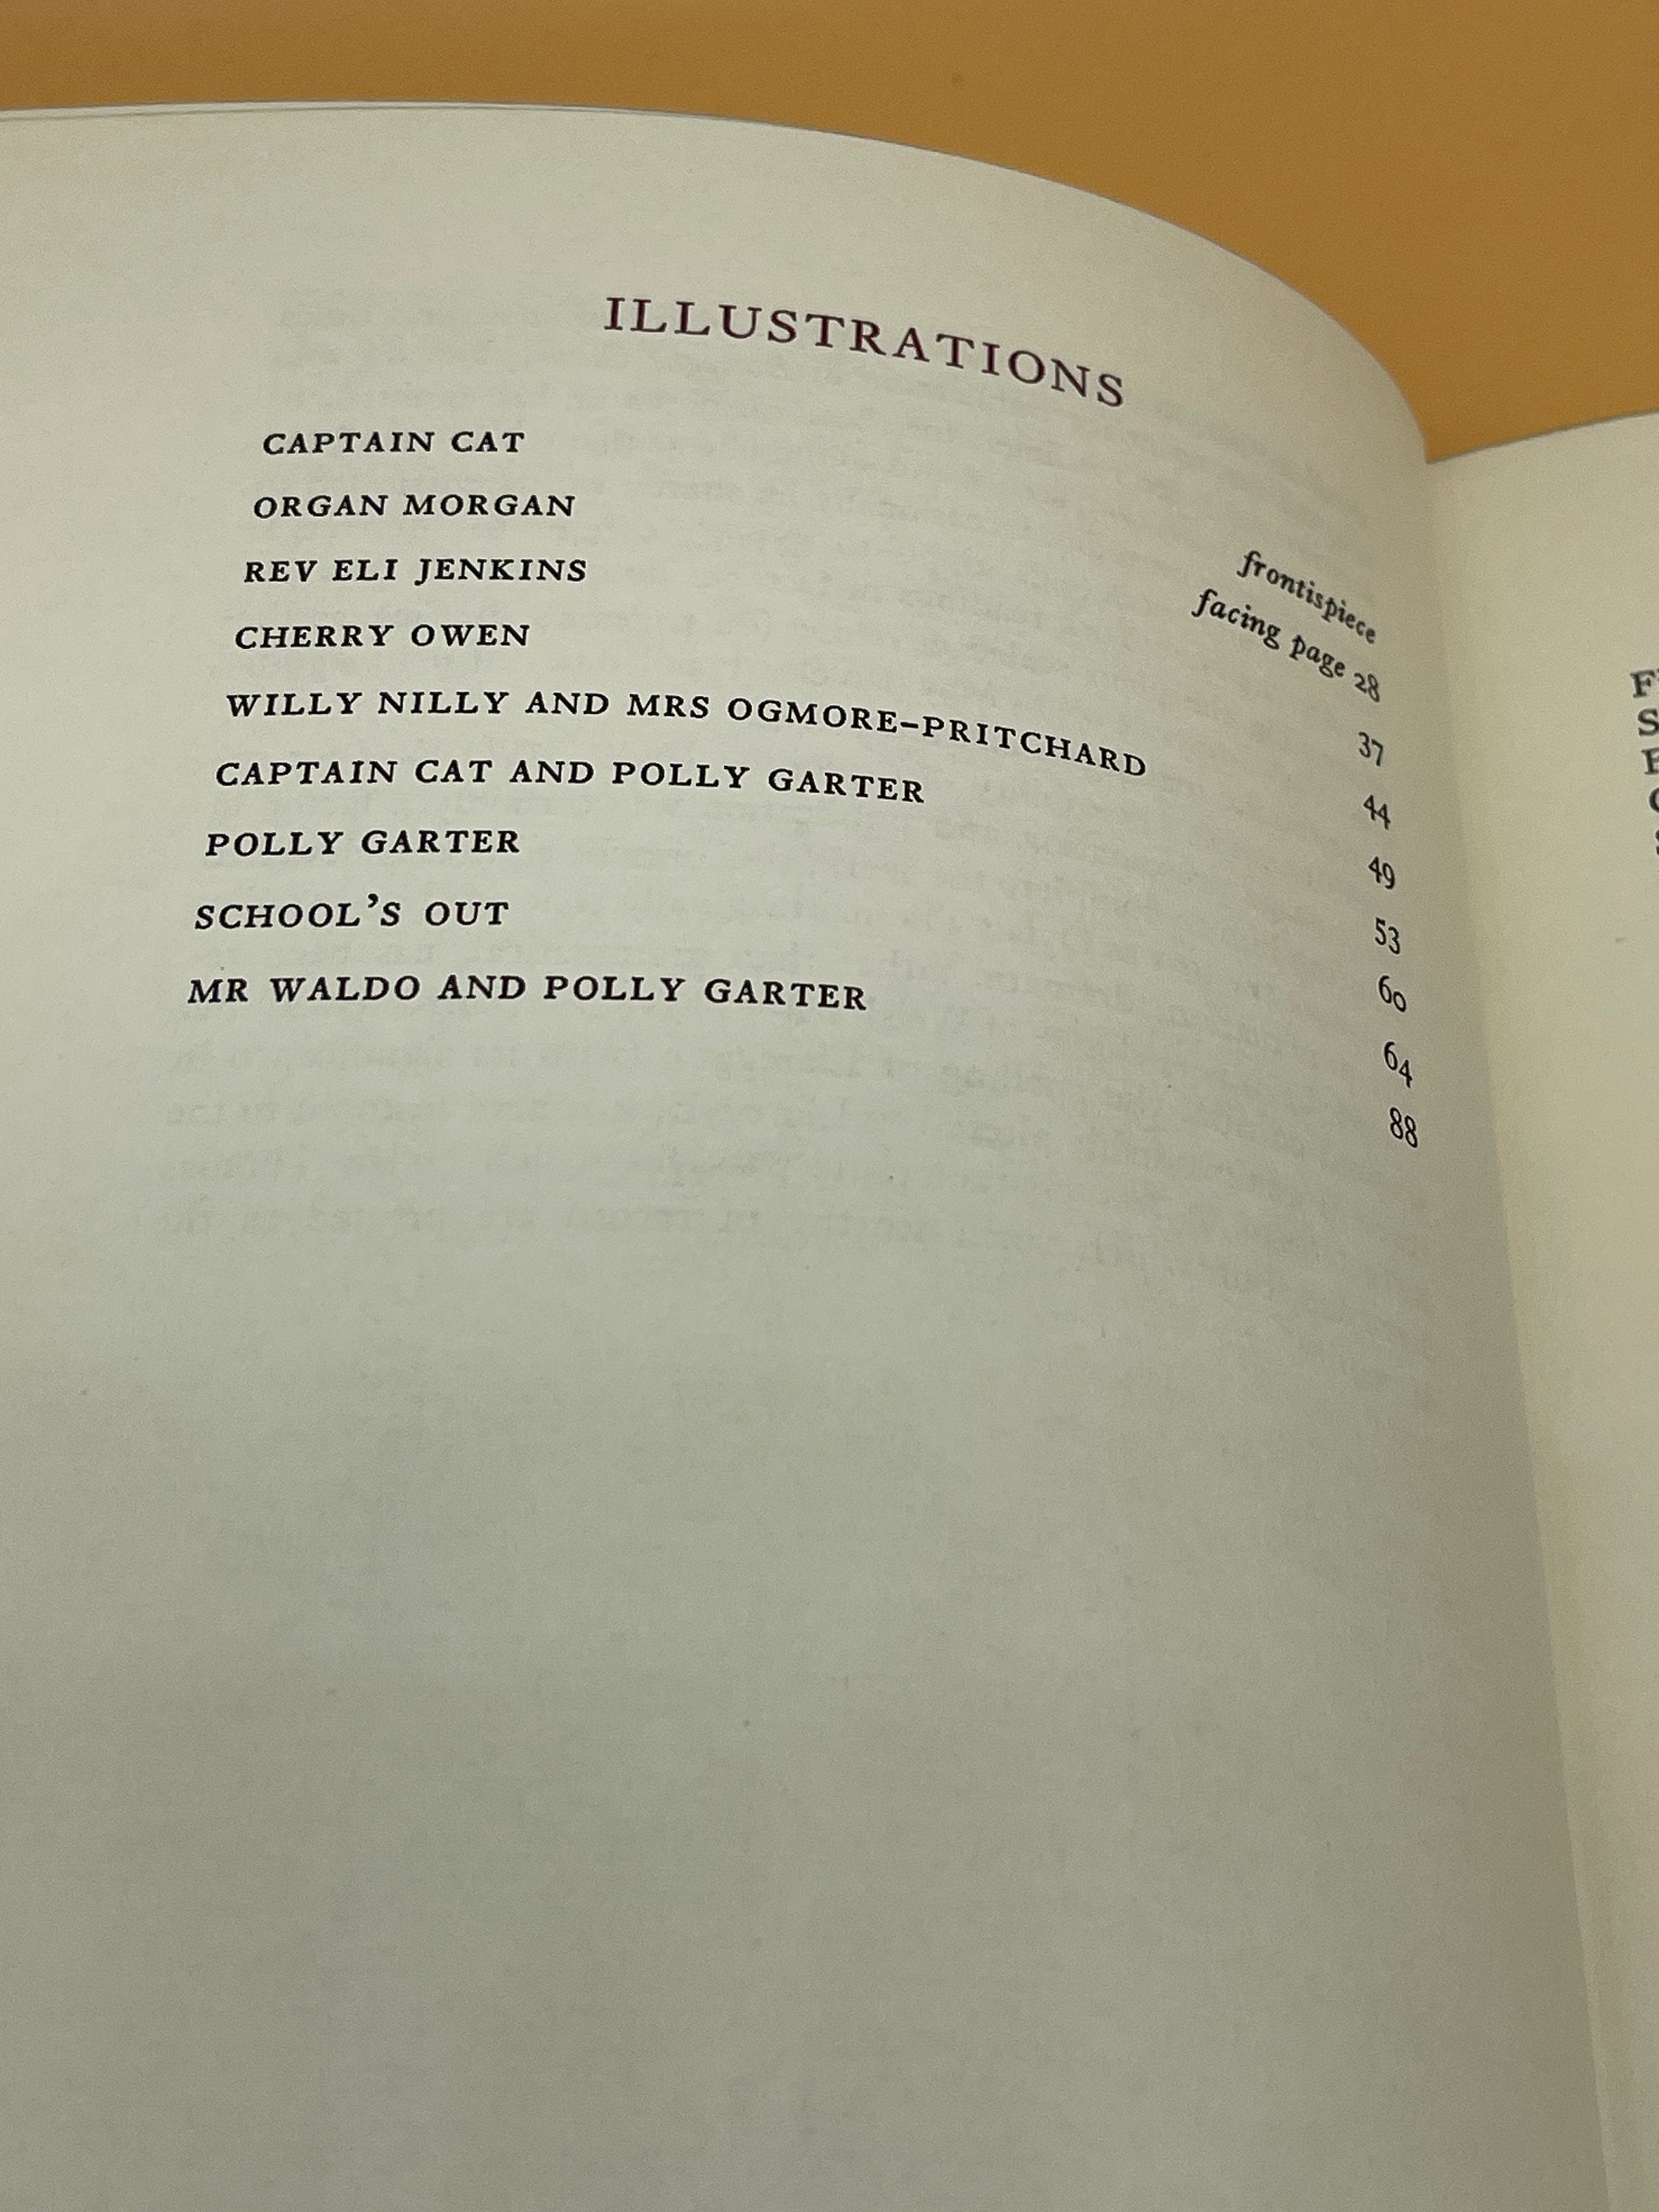 ILLUSTRATIONS
CAPTAIN CAT frontispiece
ORGAN MORGAN facing page 28
REV ELI JENKINS 37
CHERRY OWEN 44
WILLY NILLY AND MRS OGMORE-PRITCHARD 49
CAPTAIN CAT AND POLLY GARTER 53
POLLY GARTER 60
SCHOOL'S OUT 64
MR WALDO AND POLLY GARTER 88